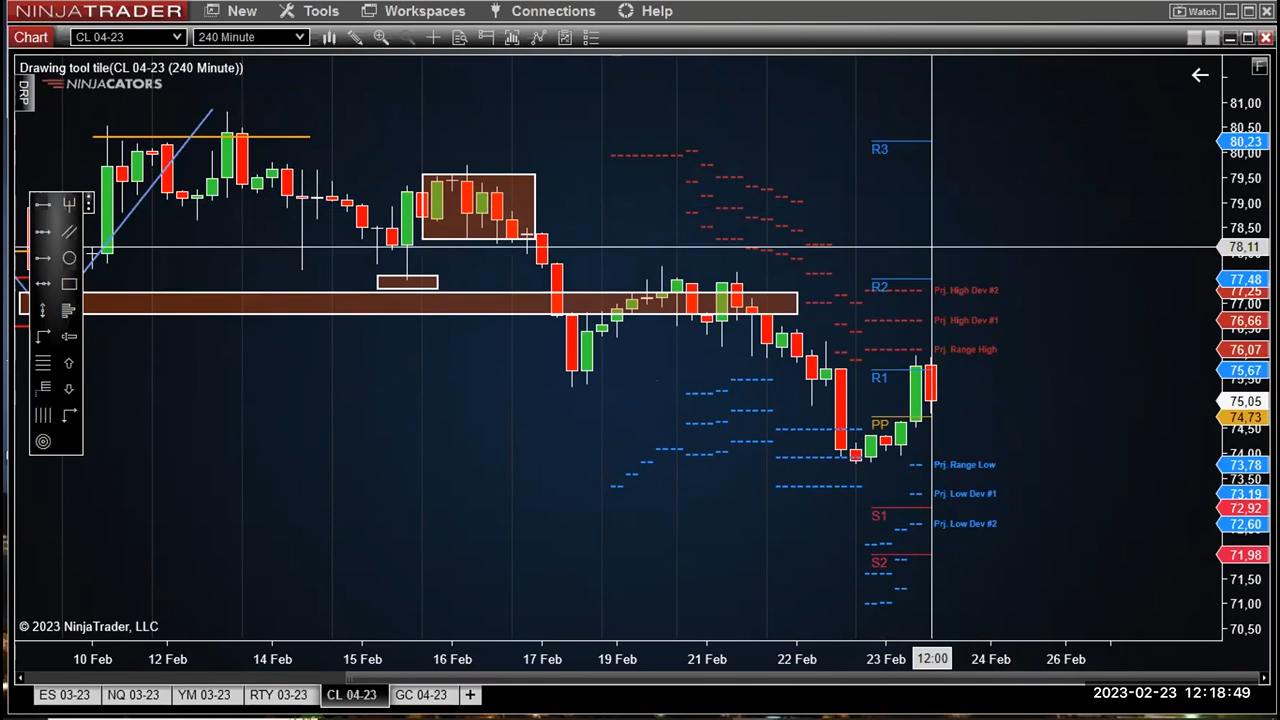 NINJATRADER New Tools Workspaces Connections Help Watch
Chart CL 04-23 240 Minute
Drawing tool tile(CL 04-23 (240 Minute))
F
DRP
NINJACATORS
81,00
80,50
80,23
80,00
79,50
79,00
78,50
78,11
77,48
77,25
77,00
76,66
76,07
75,67
75,50
75,05
74,73
74,50
74,00
73,78
73,50
73,19
72,92
72,60
71,98
71,50
71,00
70,50
R3
R2
Prj. High Dev #2
Prj. High Dev #1
Prj. Range High
R1
PP
Prj. Range Low
Prj. Low Dev #1
S1
Prj. Low Dev #2
S2
© 2023 NinjaTrader, LLC
10 Feb 12 Feb 14 Feb 15 Feb 16 Feb 17 Feb 19 Feb 21 Feb 22 Feb 23 Feb 12:00 24 Feb 26 Feb
ES 03-23 NQ 03-23 YM 03-23 RTY 03-23 CL 04-23 GC 04-23 +
2023-02-23 12:18:49